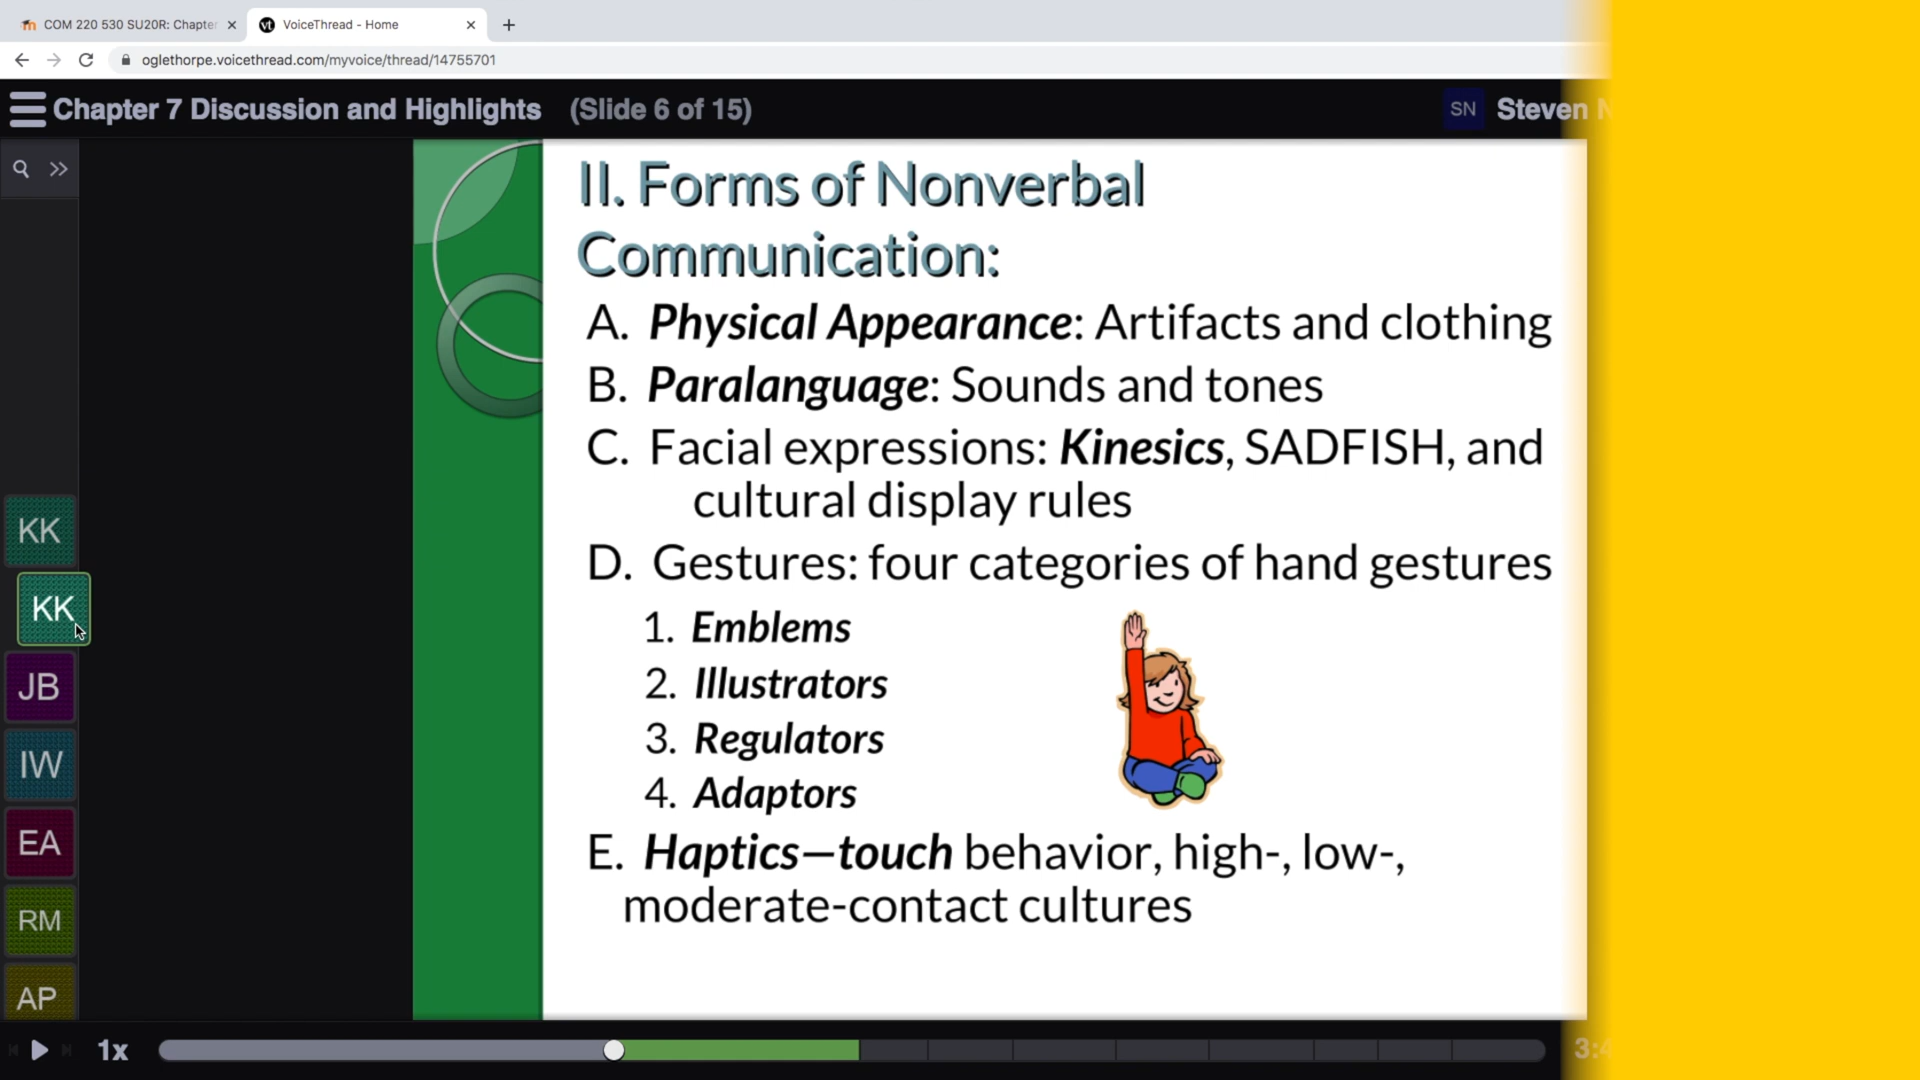 COM 220 530 SU20R: Chapter
VoiceThread - Home
oglethorpe.voicethread.com/myvoice/thread/14755701
Chapter 7 Discussion and Highlights (Slide 6 of 15)
SN Steven N
II. Forms of Nonverbal
Communication:
A. Physical Appearance: Artifacts and clothing
B. Paralanguage: Sounds and tones
C. Facial expressions: Kinesics, SADFISH, and
cultural display rules
D. Gestures: four categories of hand gestures
1. Emblems
2. Illustrators
3. Regulators
4. Adaptors
E. Haptics—touch behavior, high-, low-,
moderate-contact cultures
KK
KK
JB
IW
EA
RM
AP
1x